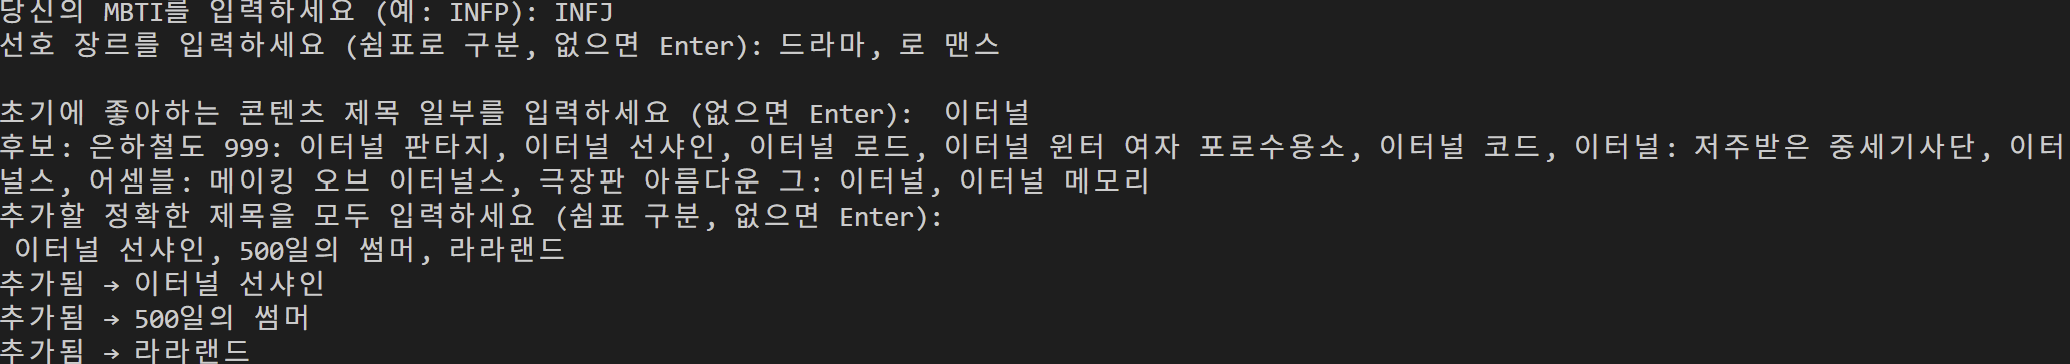 당신의 MBTI를 입력하세요 (예: INFP): INFJ
선호 장르를 입력하세요 (쉼표로 구분, 없으면 Enter): 드라마, 로 맨스
초기에 좋아하는 콘텐츠 제목 일부를 입력하세요 (없으면 Enter):  이터널
후보: 은하철도 999: 이터널 판타지, 이터널 선샤인, 이터널 로드, 이터널 윈터 여자 포로수용소, 이터널 코드, 이터널: 저주받은 중세기사단, 이터
널스, 어셈블: 메이킹 오브 이터널스, 극장판 아름다운 그: 이터널, 이터널 메모리
추가할 정확한 제목을 모두 입력하세요 (쉼표 구분, 없으면 Enter):
이터널 선샤인, 500일의 썸머, 라라랜드
추가됨 → 이터널 선샤인
추가됨 → 500일의 썸머
추가됨 → 라라랜드